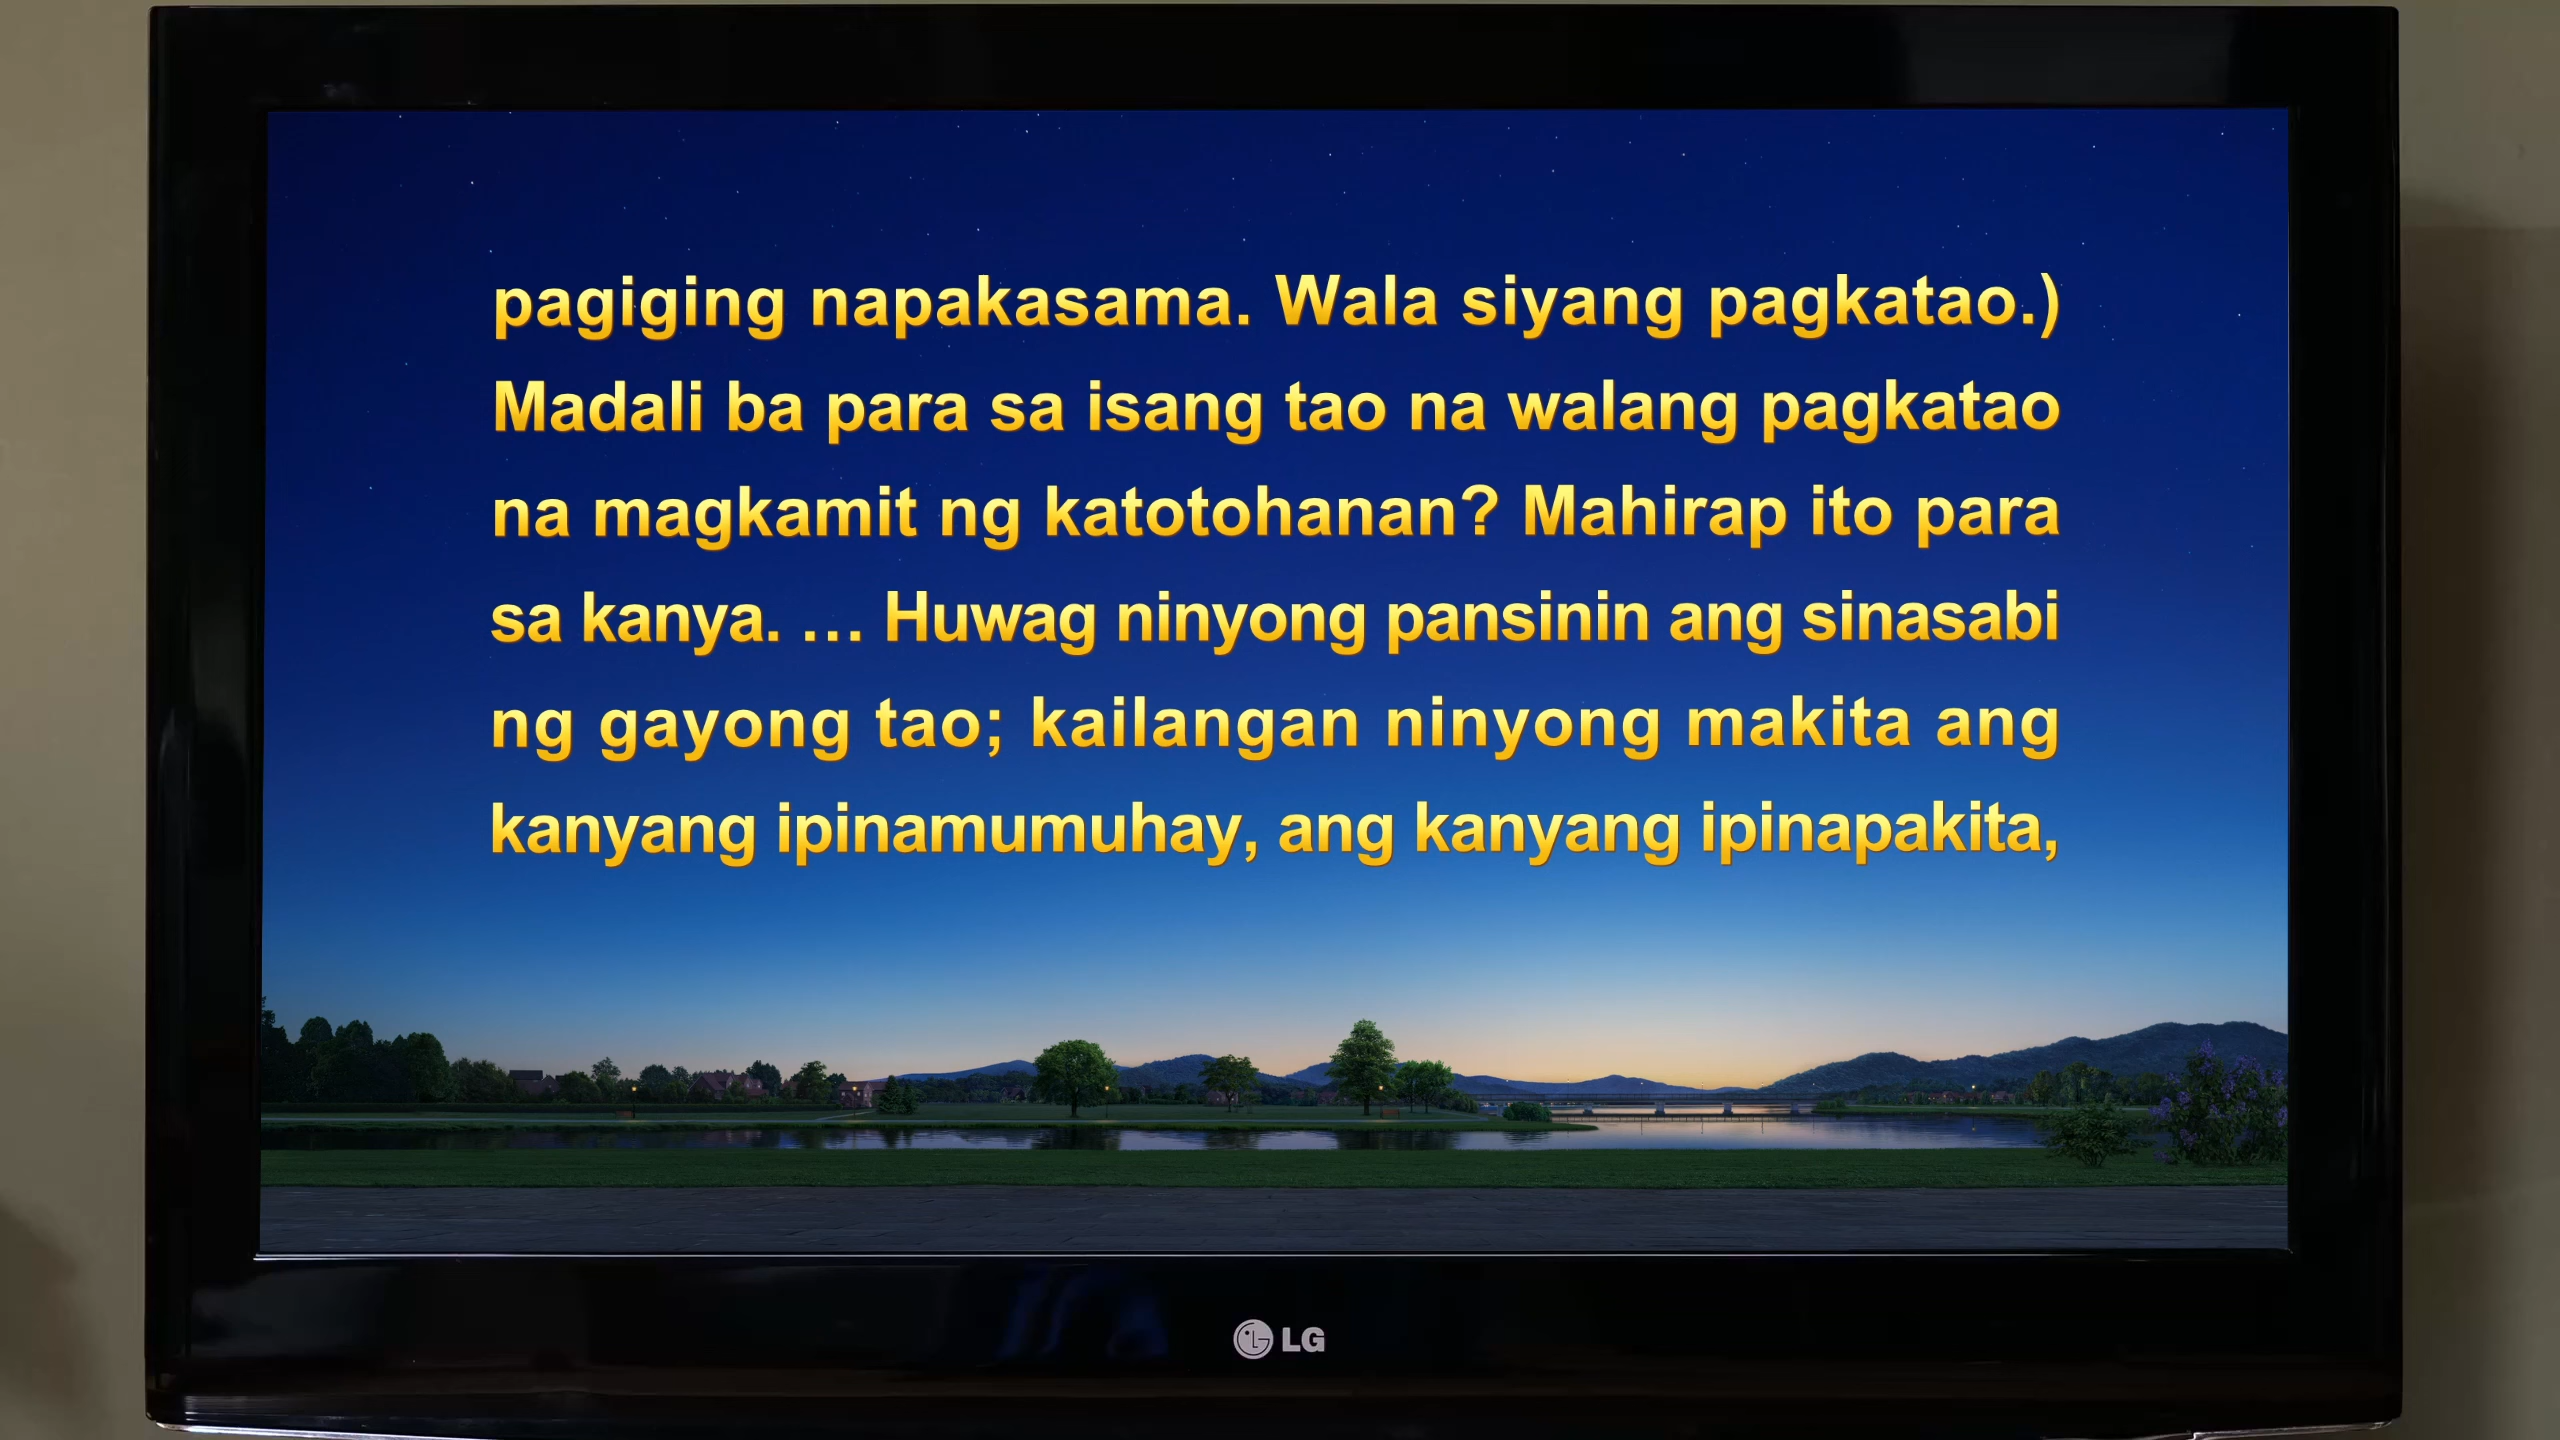 pagiging napakasama. Wala siyang pagkatao.)
Madali ba para sa isang tao na walang pagkatao
na magkamit ng katotohanan? Mahirap ito para
sa kanya. … Huwag ninyong pansinin ang sinasabi
ng gayong tao; kailangan ninyong makita ang
kanyang ipinamumuhay, ang kanyang ipinapakita,
LG